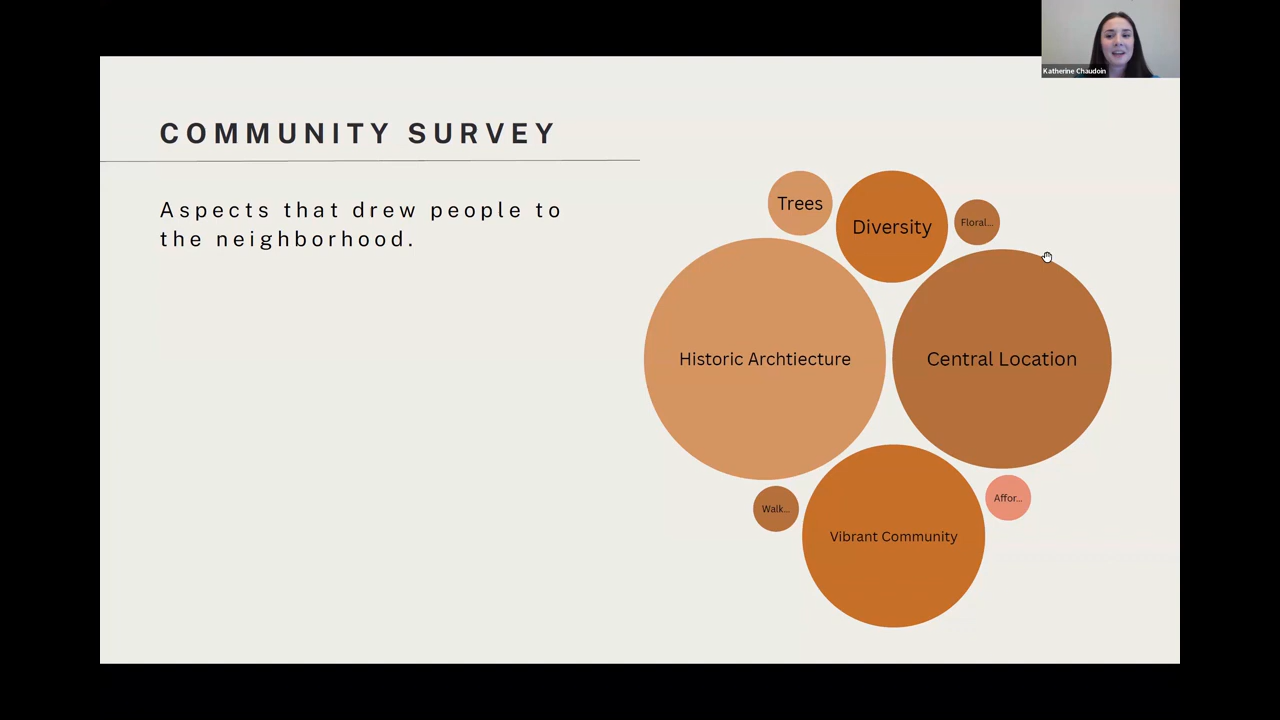 Katherine Chaudoin
COMMUNITY SURVEY
Aspects that drew people to
the neighborhood.
Trees
Diversity
Floral...
Historic Archtiecture
Central Location
Walk...
Affor...
Vibrant Community